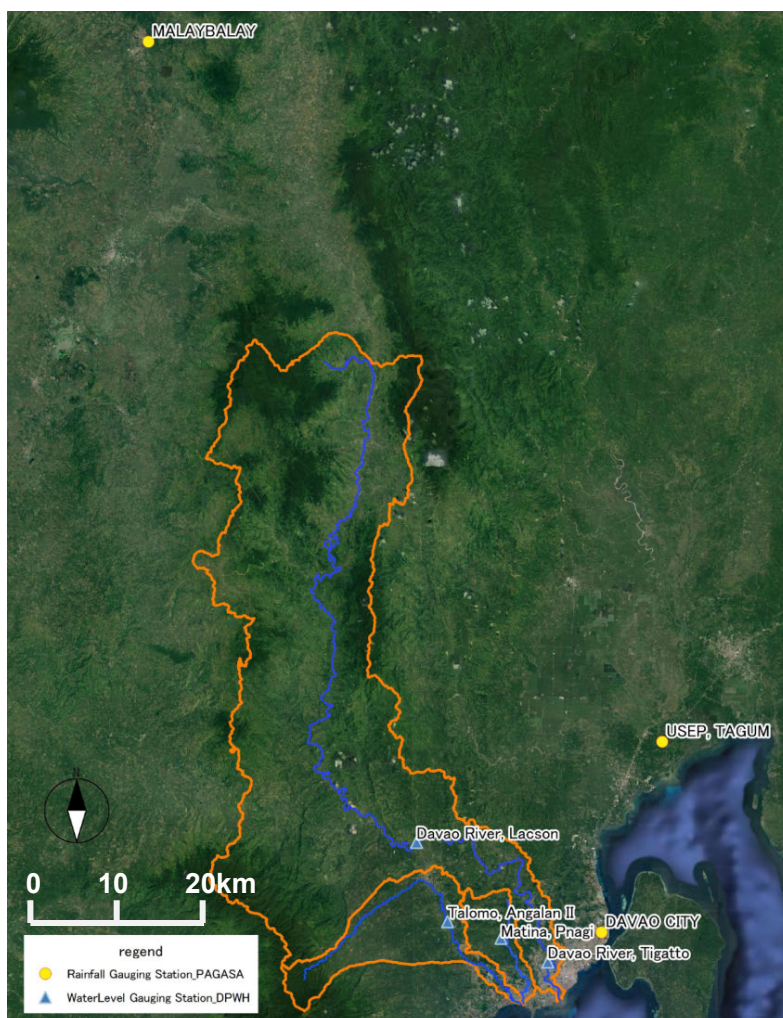 MALAYBALAY
USEP, TAGUM
N
Davao River, Lacson
0 10 20km
Talomo, Angalan II
DAVAO CITY
Matina, Pnagi
Davao River, Tigatto
regend
Rainfall Gauging Station_PAGASA
WaterLevel Gauging Station_DPWH